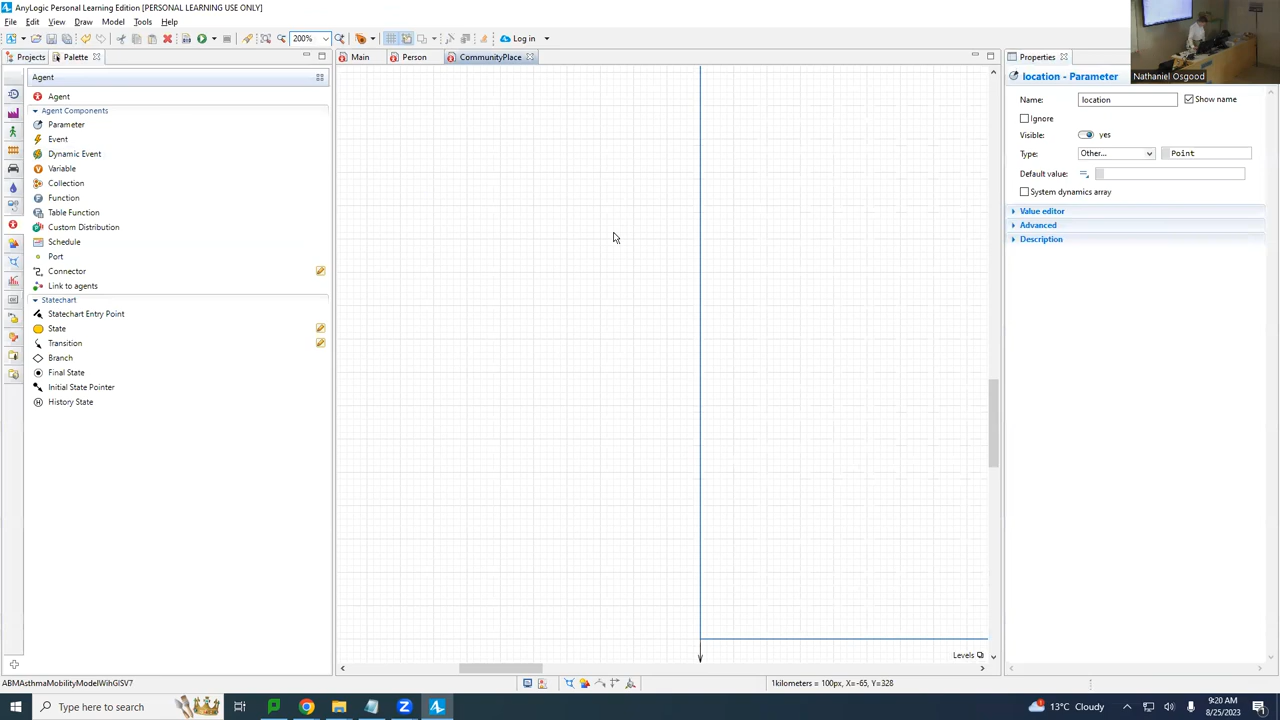 AnyLogic Personal Learning Edition [PERSONAL LEARNING USE ONLY]
File Edit View Draw Model Tools Help
200% Log in
Projects Palette
Main Person CommunityPlace
Properties
Nathaniel Osgood
Agent
Agent
Agent Components
Parameter
Event
Dynamic Event
Variable
Collection
Function
Table Function
Custom Distribution
Schedule
Port
Connector
Link to agents
Statechart
Statechart Entry Point
State
Transition
Branch
Final State
Initial State Pointer
History State
location - Parameter
Name: location Show name
Ignore
Visible: yes
Type: Other... Point
Default value:
System dynamics array
Value editor
Advanced
Description
Levels
ABMAsthmaMobilityModelWihGISV7
1kilometers = 100px, X=-65, Y=328
Type here to search
13°C Cloudy
9:20 AM
8/25/2023